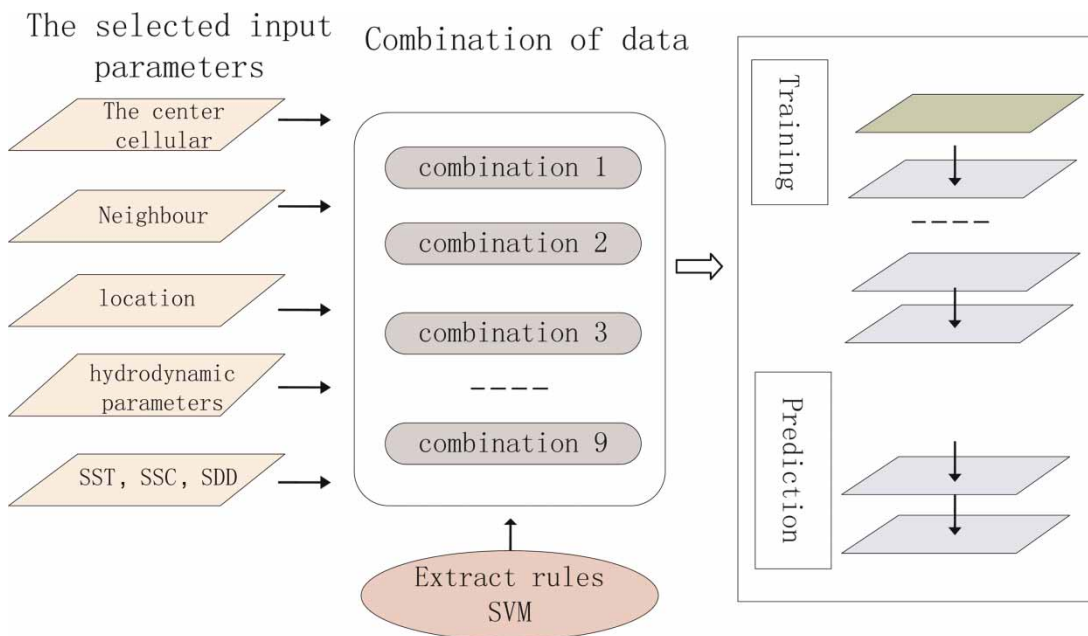 The selected input
parameters
The center
cellular
Neighbour
location
hydrodynamic
parameters
SST, SSC, SDD
Combination of data
combination 1
combination 2
combination 3
combination 9
Extract rules
SVM
Training
Prediction